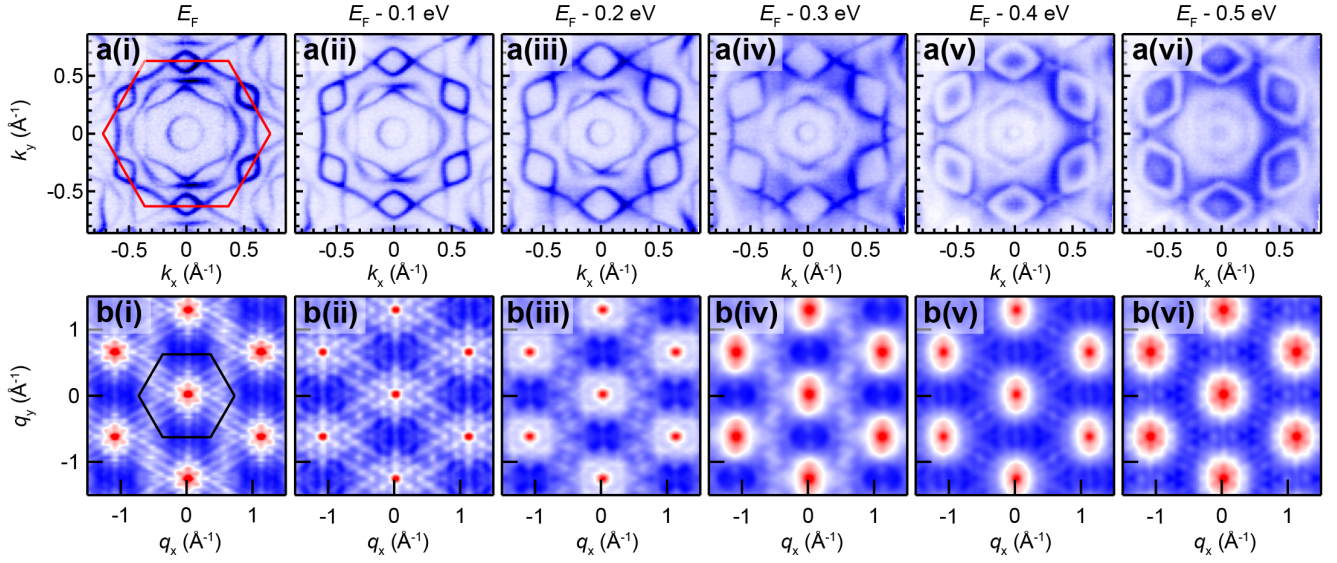 E_F E_F - 0.1 eV E_F - 0.2 eV E_F - 0.3 eV E_F - 0.4 eV E_F - 0.5 eV
a(i) a(ii) a(iii) a(iv) a(v) a(vi)
0.5
0
-0.5
k_y (Å⁻¹)
-0.5 0 0.5 -0.5 0 0.5 -0.5 0 0.5 -0.5 0 0.5 -0.5 0 0.5 -0.5 0 0.5
k_x (Å⁻¹) k_x (Å⁻¹) k_x (Å⁻¹) k_x (Å⁻¹) k_x (Å⁻¹) k_x (Å⁻¹)
b(i) b(ii) b(iii) b(iv) b(v) b(vi)
1
0
-1
q_y (Å⁻¹)
-1 0 1 -1 0 1 -1 0 1 -1 0 1 -1 0 1 -1 0 1
q_x (Å⁻¹) q_x (Å⁻¹) q_x (Å⁻¹) q_x (Å⁻¹) q_x (Å⁻¹) q_x (Å⁻¹)